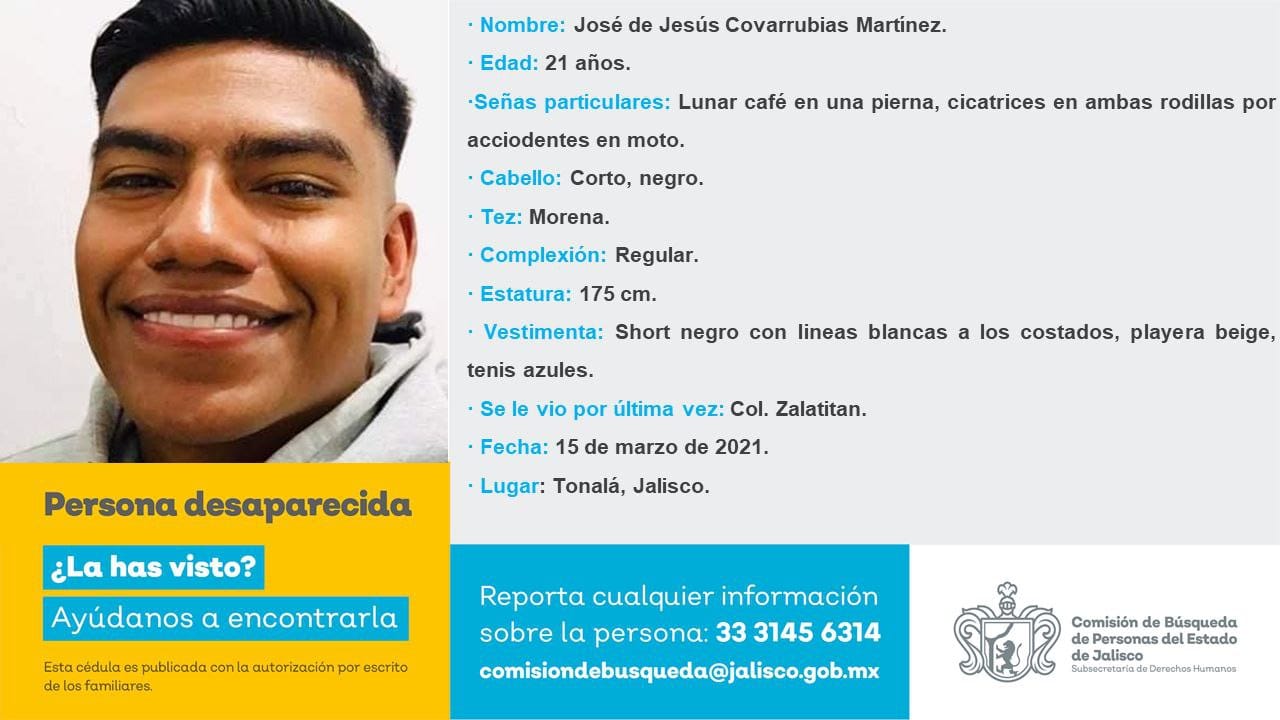 · Nombre: José de Jesús Covarrubias Martínez.
· Edad: 21 años.
·Señas particulares: Lunar café en una pierna, cicatrices en ambas rodillas por
acciodentes en moto.
· Cabello: Corto, negro.
· Tez: Morena.
· Complexión: Regular.
· Estatura: 175 cm.
· Vestimenta: Short negro con lineas blancas a los costados, playera beige,
tenis azules.
· Se le vio por última vez: Col. Zalatitan.
· Fecha: 15 de marzo de 2021.
· Lugar: Tonalá, Jalisco.
Persona desaparecida
¿La has visto?
Ayúdanos a encontrarla
Esta cédula es publicada con la autorización por escrito
de los familiares.
Reporta cualquier información
sobre la persona: 33 3145 6314
comisiondebusqueda@jalisco.gob.mx
Comisión de Búsqueda
de Personas del Estado
de Jalisco
Subsecretaría de Derechos Humanos